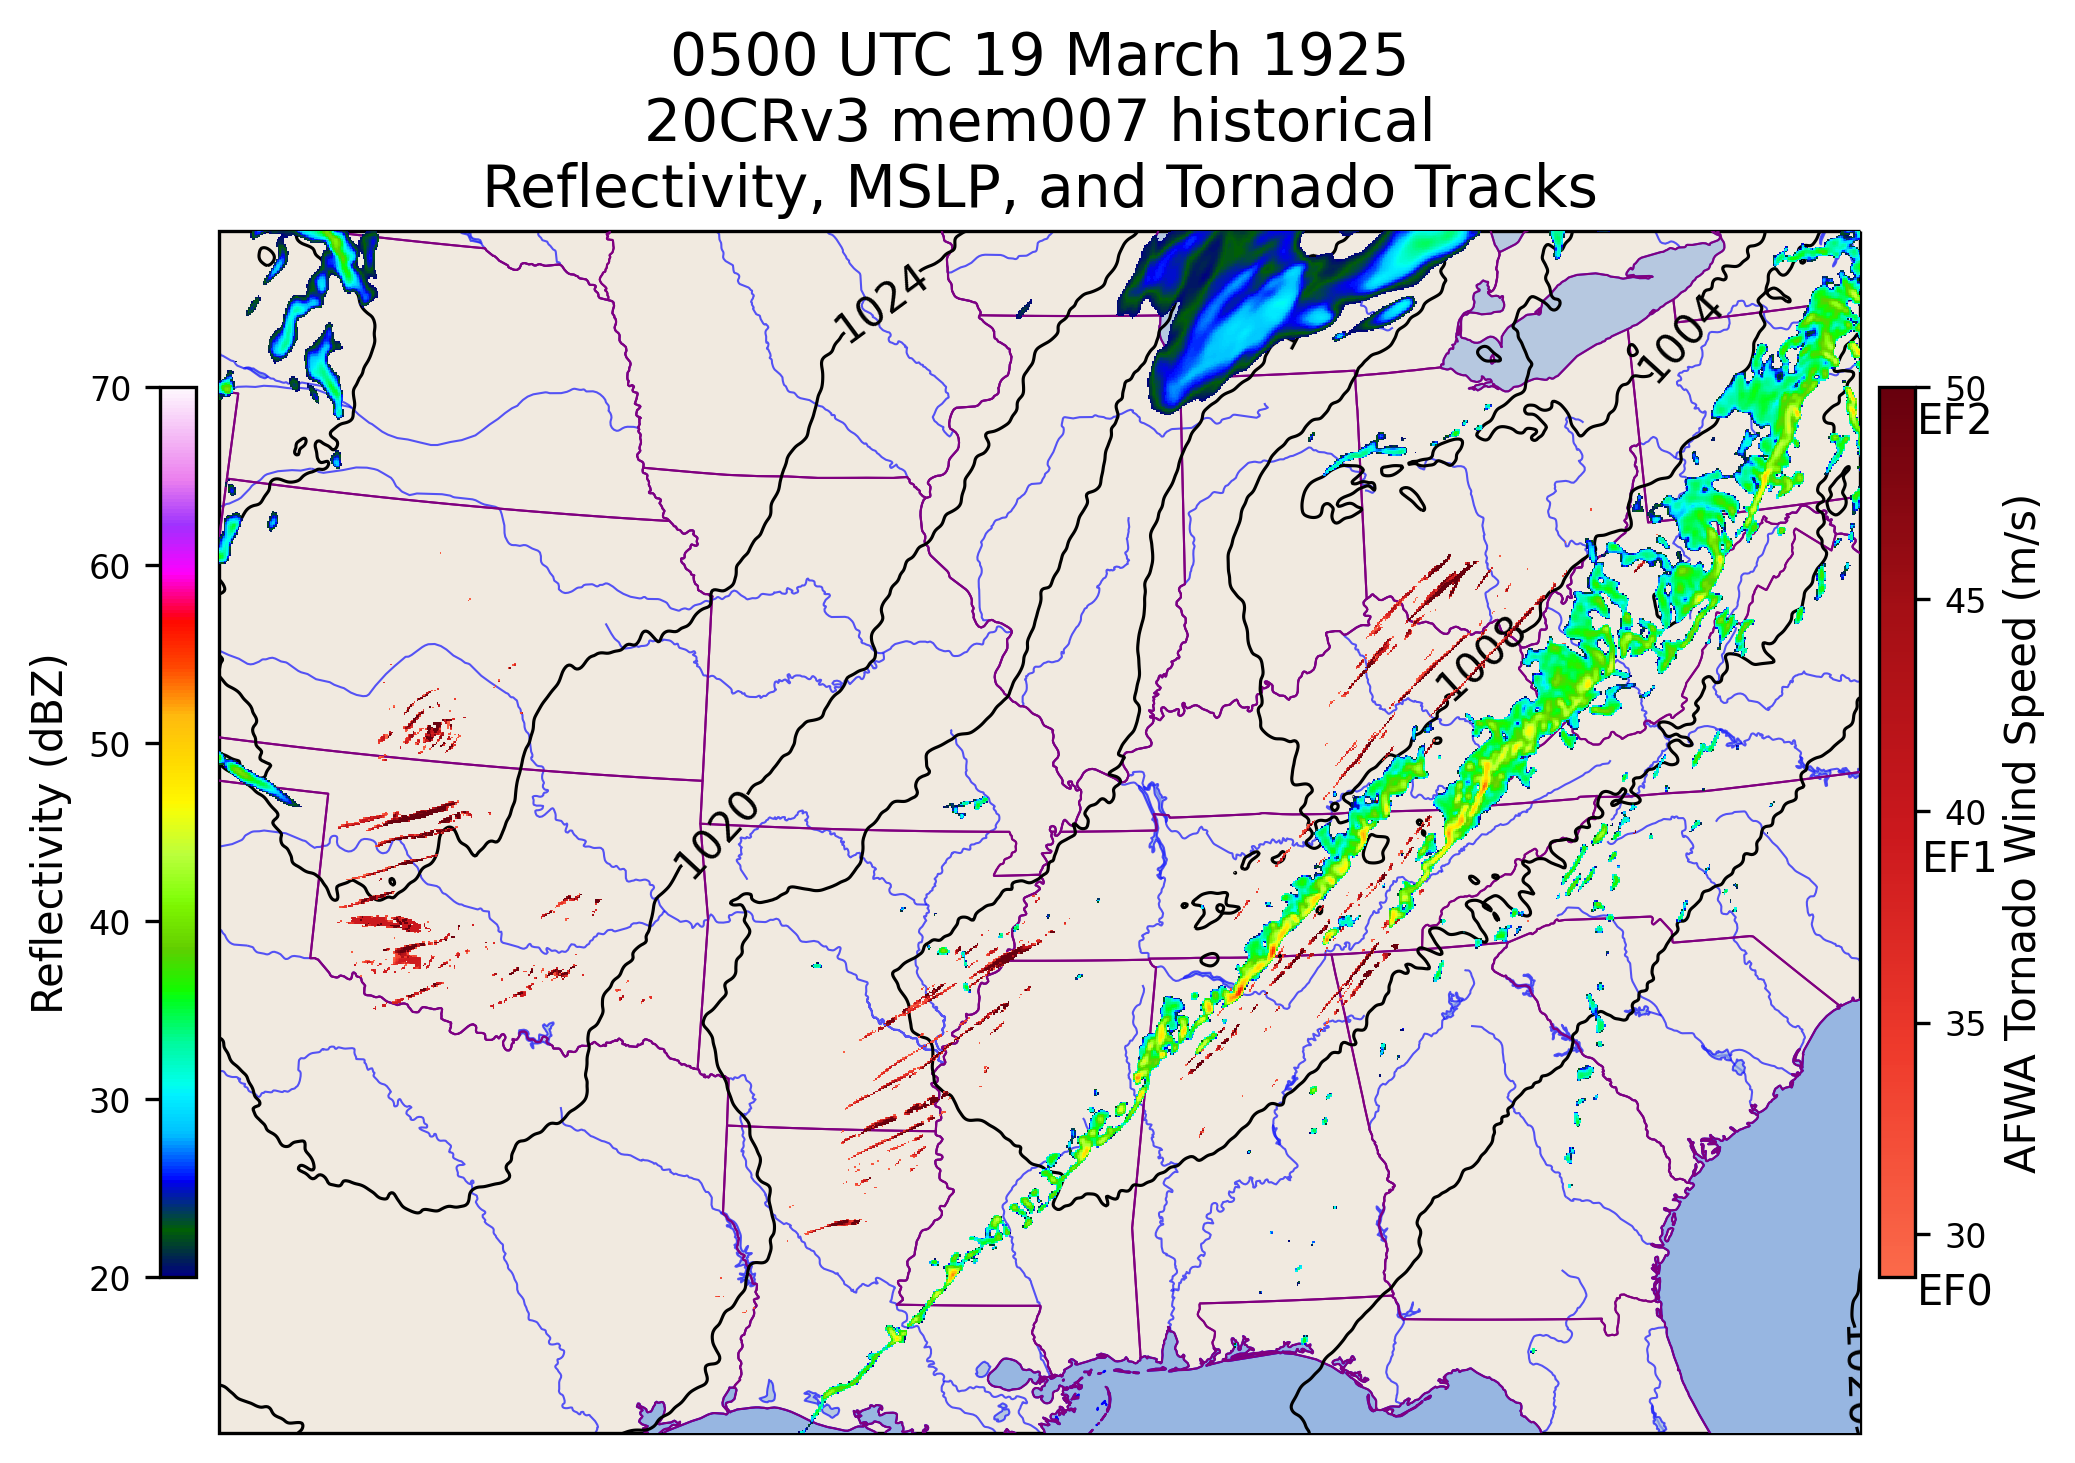 0500 UTC 19 March 1925
20CRv3 mem007 historical
Reflectivity, MSLP, and Tornado Tracks
Reflectivity (dBZ)
70
60
50
40
30
20
1024
1004
1008
1020
1020
50
EF2
45
40
EF1
35
30
EF0
AFWA Tornado Wind Speed (m/s)